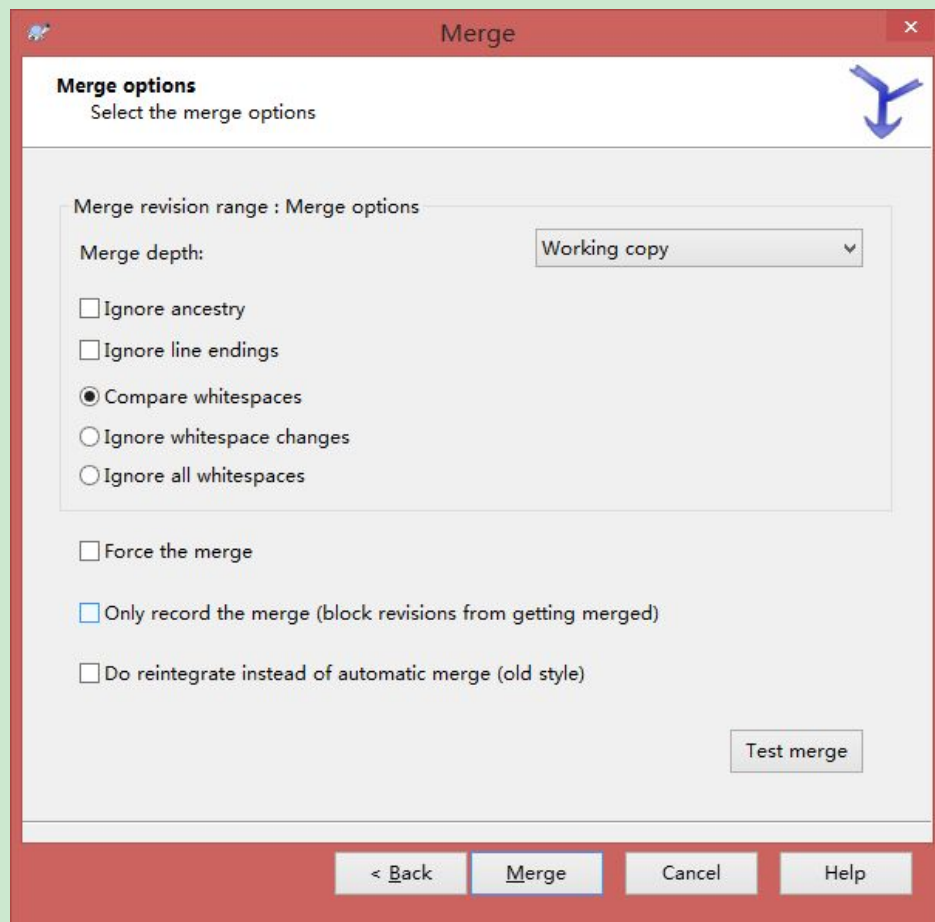 Merge
Merge options
Select the merge options
Merge revision range : Merge options
Merge depth:
Working copy
Ignore ancestry
Ignore line endings
Compare whitespaces
Ignore whitespace changes
Ignore all whitespaces
Force the merge
Only record the merge (block revisions from getting merged)
Do reintegrate instead of automatic merge (old style)
Test merge
< Back
Merge
Cancel
Help